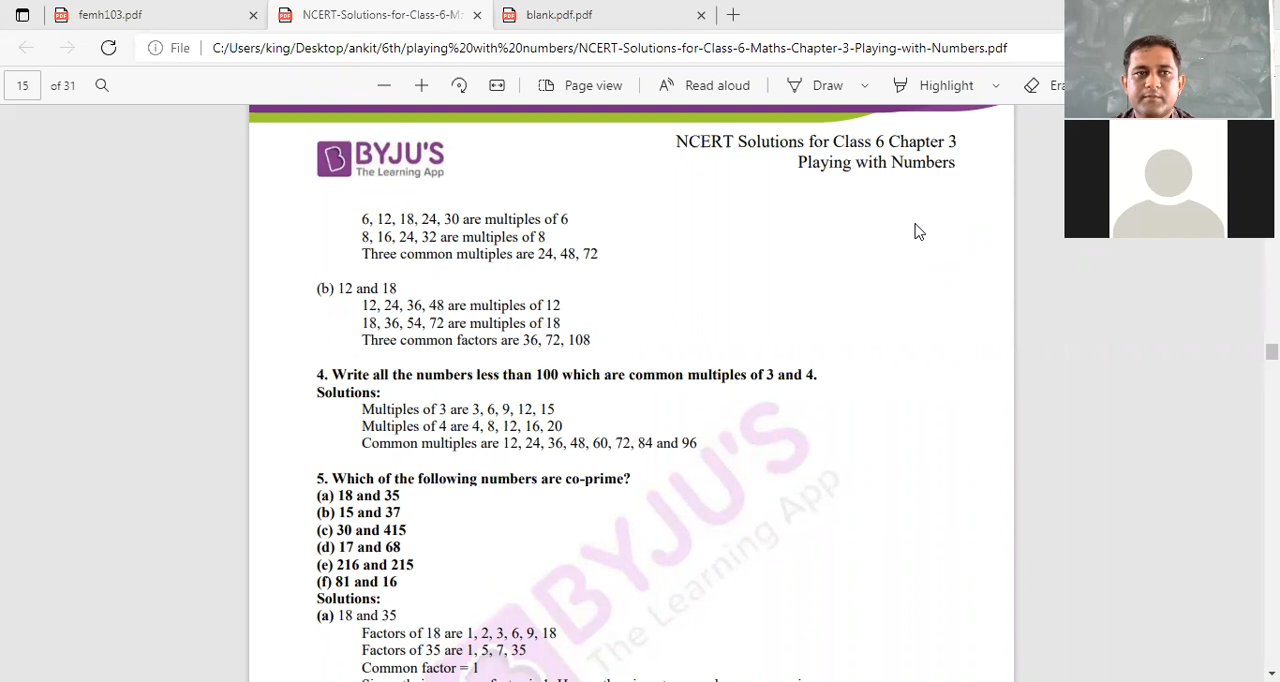 femh103.pdf
NCERT-Solutions-for-Class-6-M
blank.pdf.pdf
File
C:/Users/king/Desktop/ankit/6th/playing%20with%20numbers/NCERT-Solutions-for-Class-6-Maths-Chapter-3-Playing-with-Numbers.pdf
15 of 31
Page view
Read aloud
Draw
Highlight
Era
BYJU'S
The Learning App
NCERT Solutions for Class 6 Chapter 3
Playing with Numbers
6, 12, 18, 24, 30 are multiples of 6
8, 16, 24, 32 are multiples of 8
Three common multiples are 24, 48, 72
(b) 12 and 18
12, 24, 36, 48 are multiples of 12
18, 36, 54, 72 are multiples of 18
Three common factors are 36, 72, 108
4. Write all the numbers less than 100 which are common multiples of 3 and 4.
Solutions:
Multiples of 3 are 3, 6, 9, 12, 15
Multiples of 4 are 4, 8, 12, 16, 20
Common multiples are 12, 24, 36, 48, 60, 72, 84 and 96
5. Which of the following numbers are co-prime?
(a) 18 and 35
(b) 15 and 37
(c) 30 and 415
(d) 17 and 68
(e) 216 and 215
(f) 81 and 16
Solutions:
(a) 18 and 35
Factors of 18 are 1, 2, 3, 6, 9, 18
Factors of 35 are 1, 5, 7, 35
Common factor = 1
BYJU'S
The Learning App